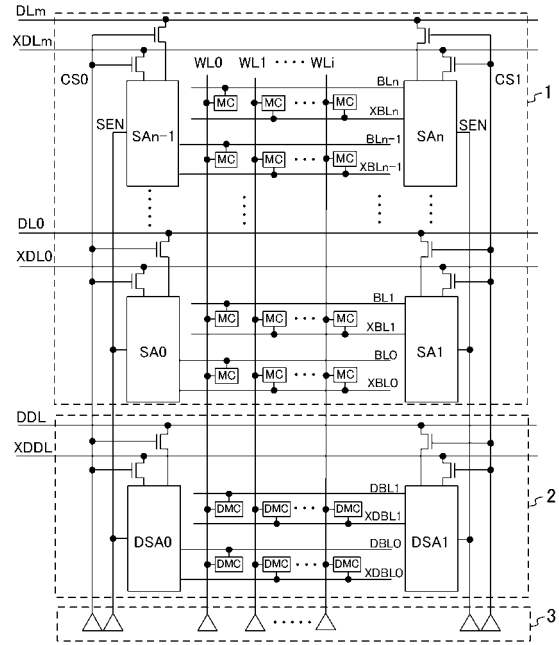 DLm
XDLm
CS0
WL0 WL1 ····· WLi
CS1
1
BLn
MC MC ···· MC
XBLn
SEN SAn-1 SAn SEN
BLn-1
MC MC ···· MC
XBLn-1
DL0
XDL0
BL1
MC MC ···· MC
XBL1
SA0 SA1
BL0
MC MC ···· MC
XBL0
DDL
XDDL
2
DBL1
DMC DMC ···· DMC
XDBL1
DSA0 DSA1
DBL0
DMC DMC ···· DMC
XDBL0
3